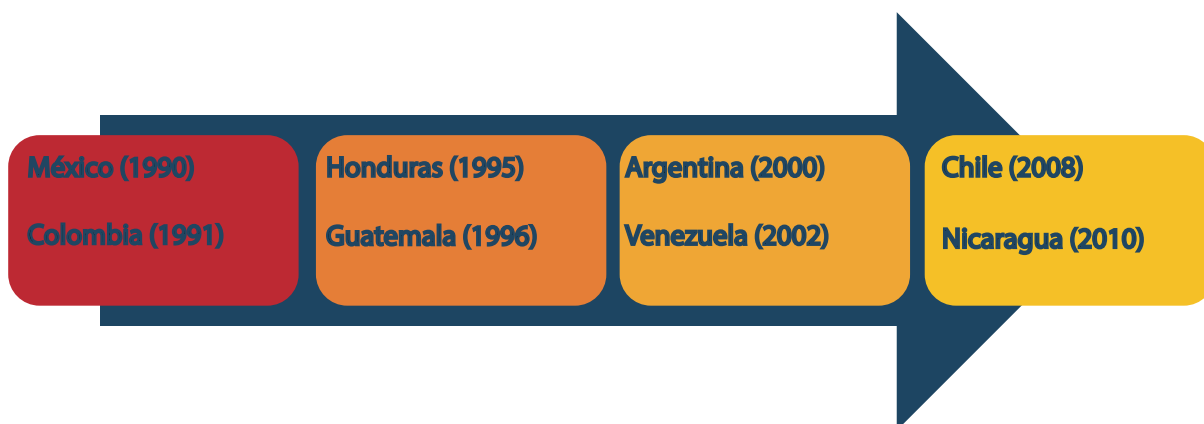 México (1990)
Colombia (1991)
Honduras (1995)
Guatemala (1996)
Argentina (2000)
Venezuela (2002)
Chile (2008)
Nicaragua (2010)